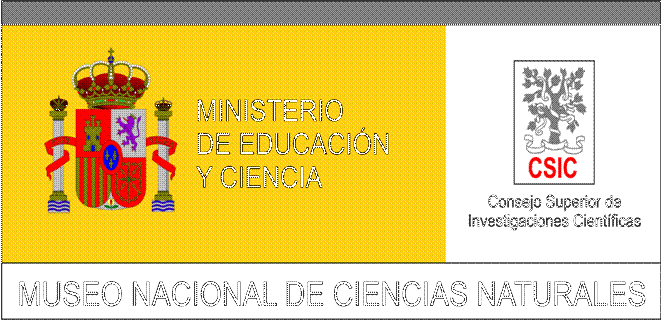 MINISTERIO
DE EDUCACIÓN
Y CIENCIA
CSIC
Consejo Superior de
Investigaciones Científicas
MUSEO NACIONAL DE CIENCIAS NATURALES